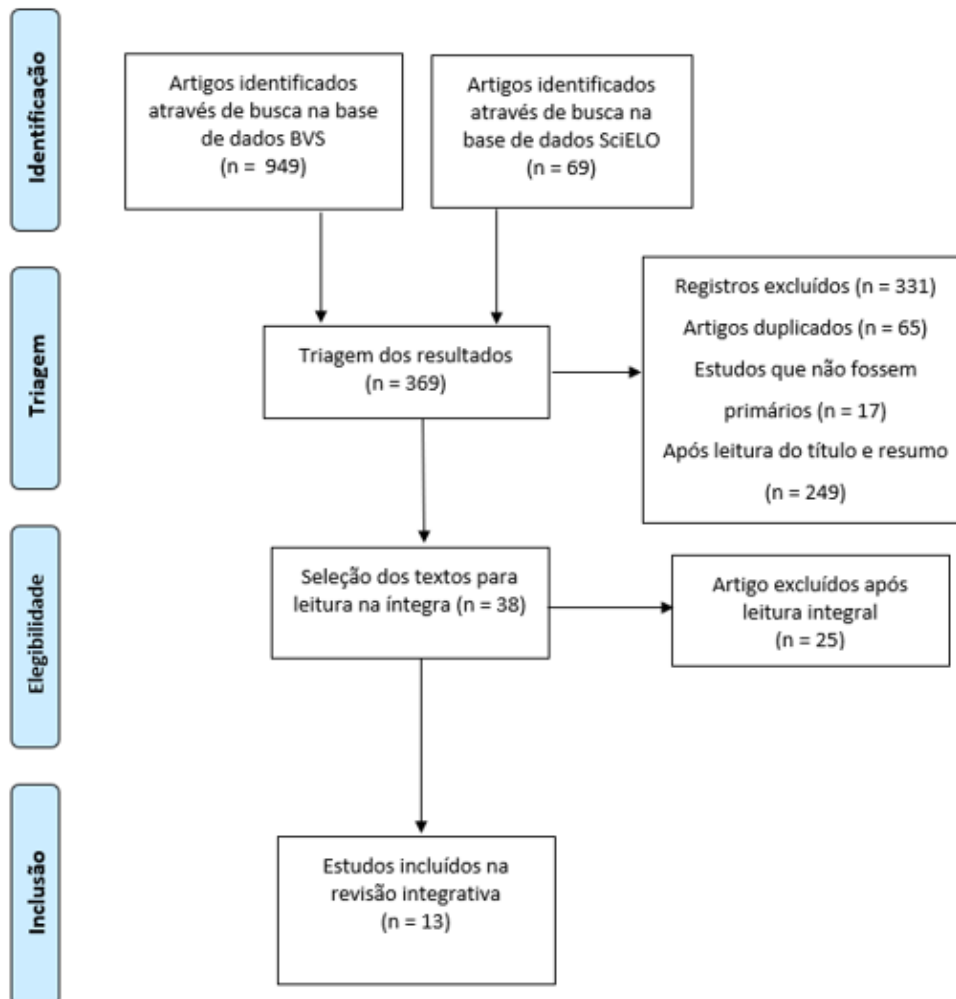 Identificação
Artigos identificados
através de busca na base
de dados BVS
(n = 949)
Artigos identificados
através de busca na
base de dados SciELO
(n = 69)
Triagem
Triagem dos resultados
(n = 369)
Registros excluídos (n = 331)
Artigos duplicados (n = 65)
Estudos que não fossem
primários (n = 17)
Após leitura do título e resumo
(n = 249)
Elegibilidade
Seleção dos textos para
leitura na íntegra (n = 38)
Artigo excluídos após
leitura integral
(n = 25)
Inclusão
Estudos incluídos na
revisão integrativa
(n = 13)